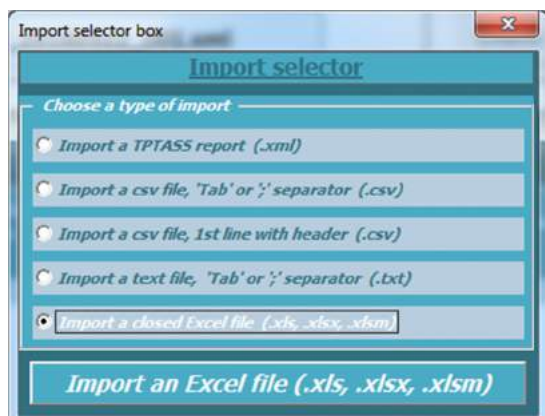 Import selector box
Import selector
Choose a type of import
Import a TPTASS report (.xml)
Import a csv file, 'Tab' or ';' separator (.csv)
Import a csv file, 1st line with header (.csv)
Import a text file, 'Tab' or ';' separator (.txt)
Import a closed Excel file (.xls, .xlsx, .xlsm)
Import an Excel file (.xls, .xlsx, .xlsm)